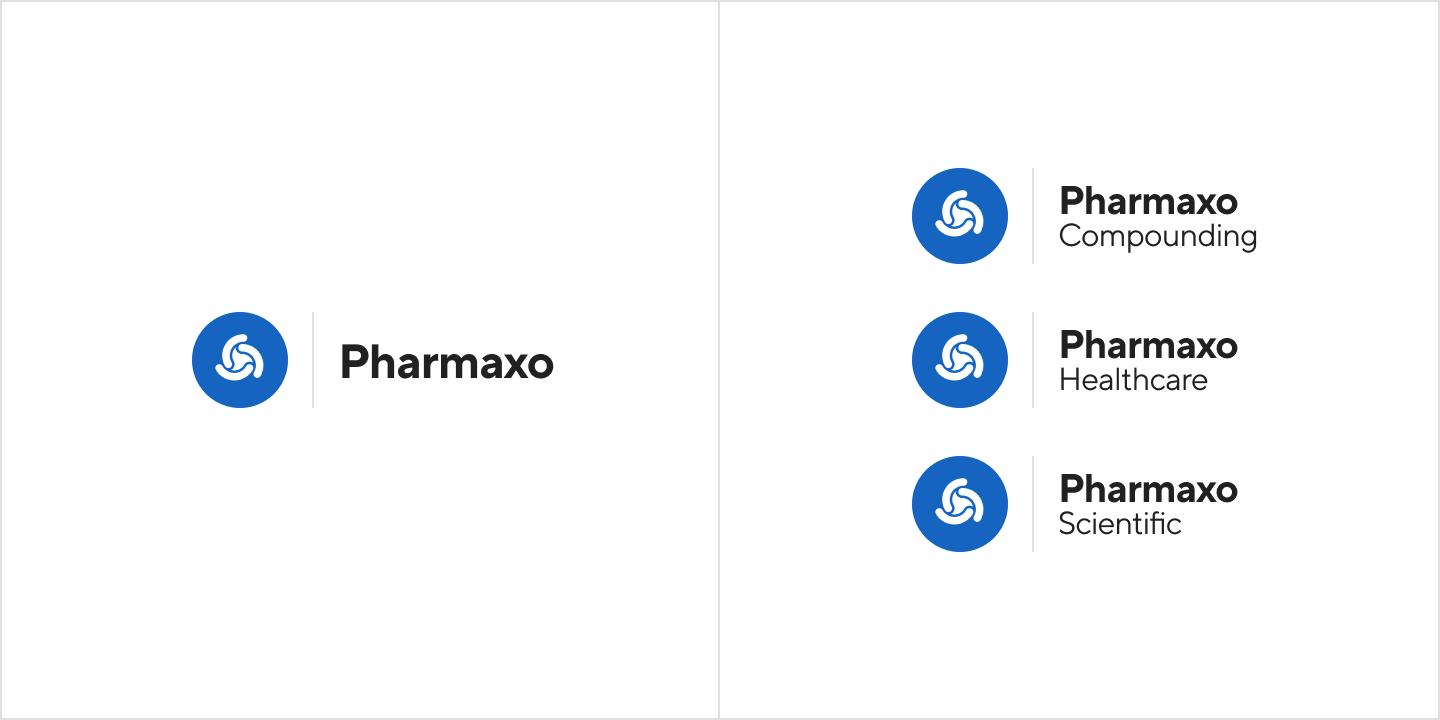 Pharmaxo
Pharmaxo
Compounding
Pharmaxo
Healthcare
Pharmaxo
Scientific